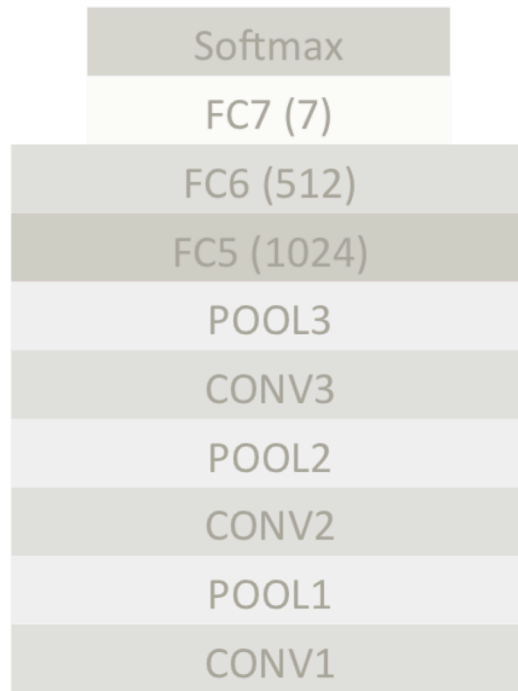 Softmax
FC7 (7)
FC6 (512)
FC5 (1024)
POOL3
CONV3
POOL2
CONV2
POOL1
CONV1